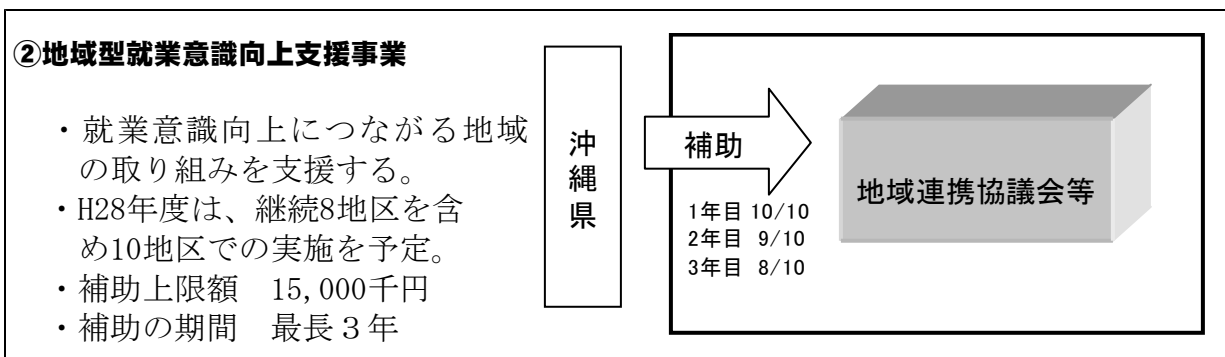 ②地域型就業意識向上支援事業
・就業意識向上につながる地域
の取り組みを支援する。
・H28年度は、継続8地区を含
め10地区での実施を予定。
・補助上限額　15,000千円
・補助の期間　最長３年
沖縄県
補助
1年目 10/10
2年目 9/10
3年目 8/10
地域連携協議会等